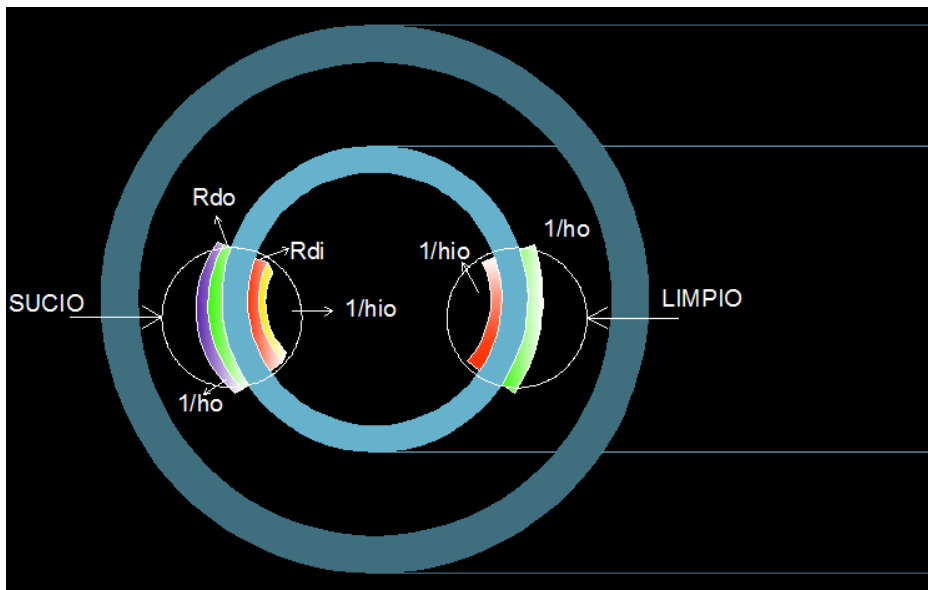 Rdo
Rdi
1/hio
1/ho
SUCIO
1/hio
LIMPIO
1/ho